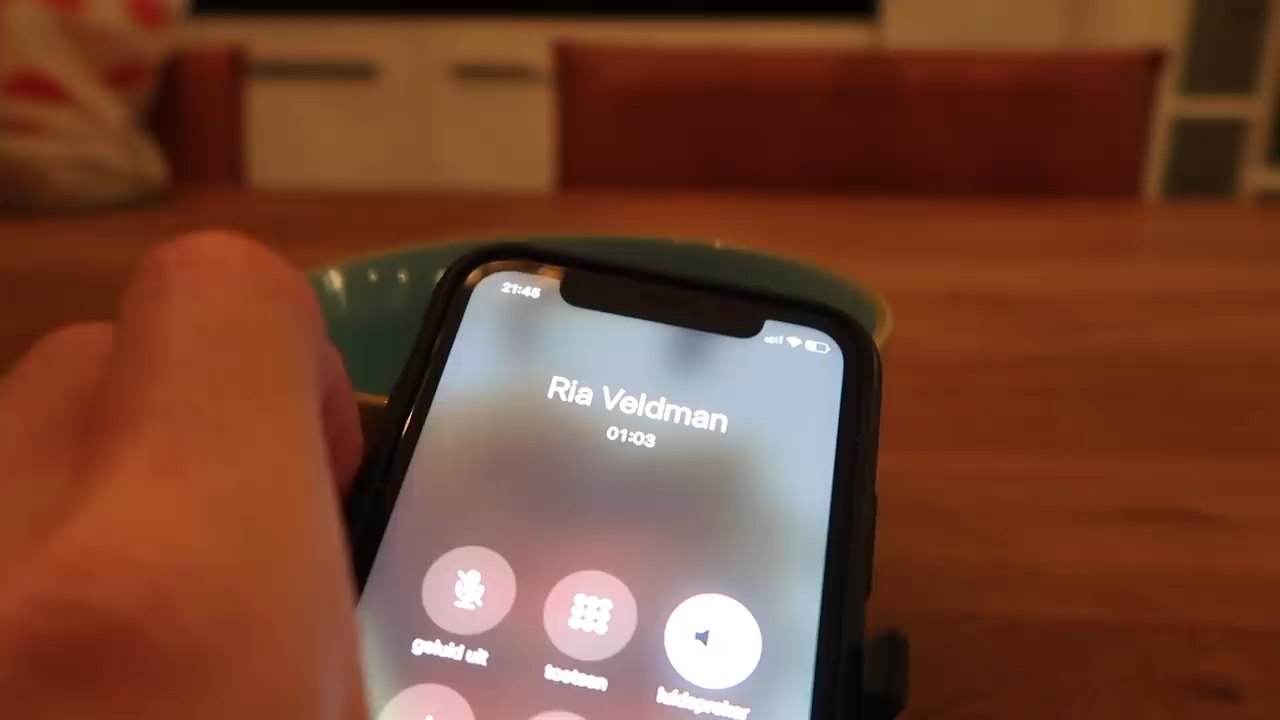 21:45
Ria Veldman
01:03
geluid uit
toetsen
luidspreker